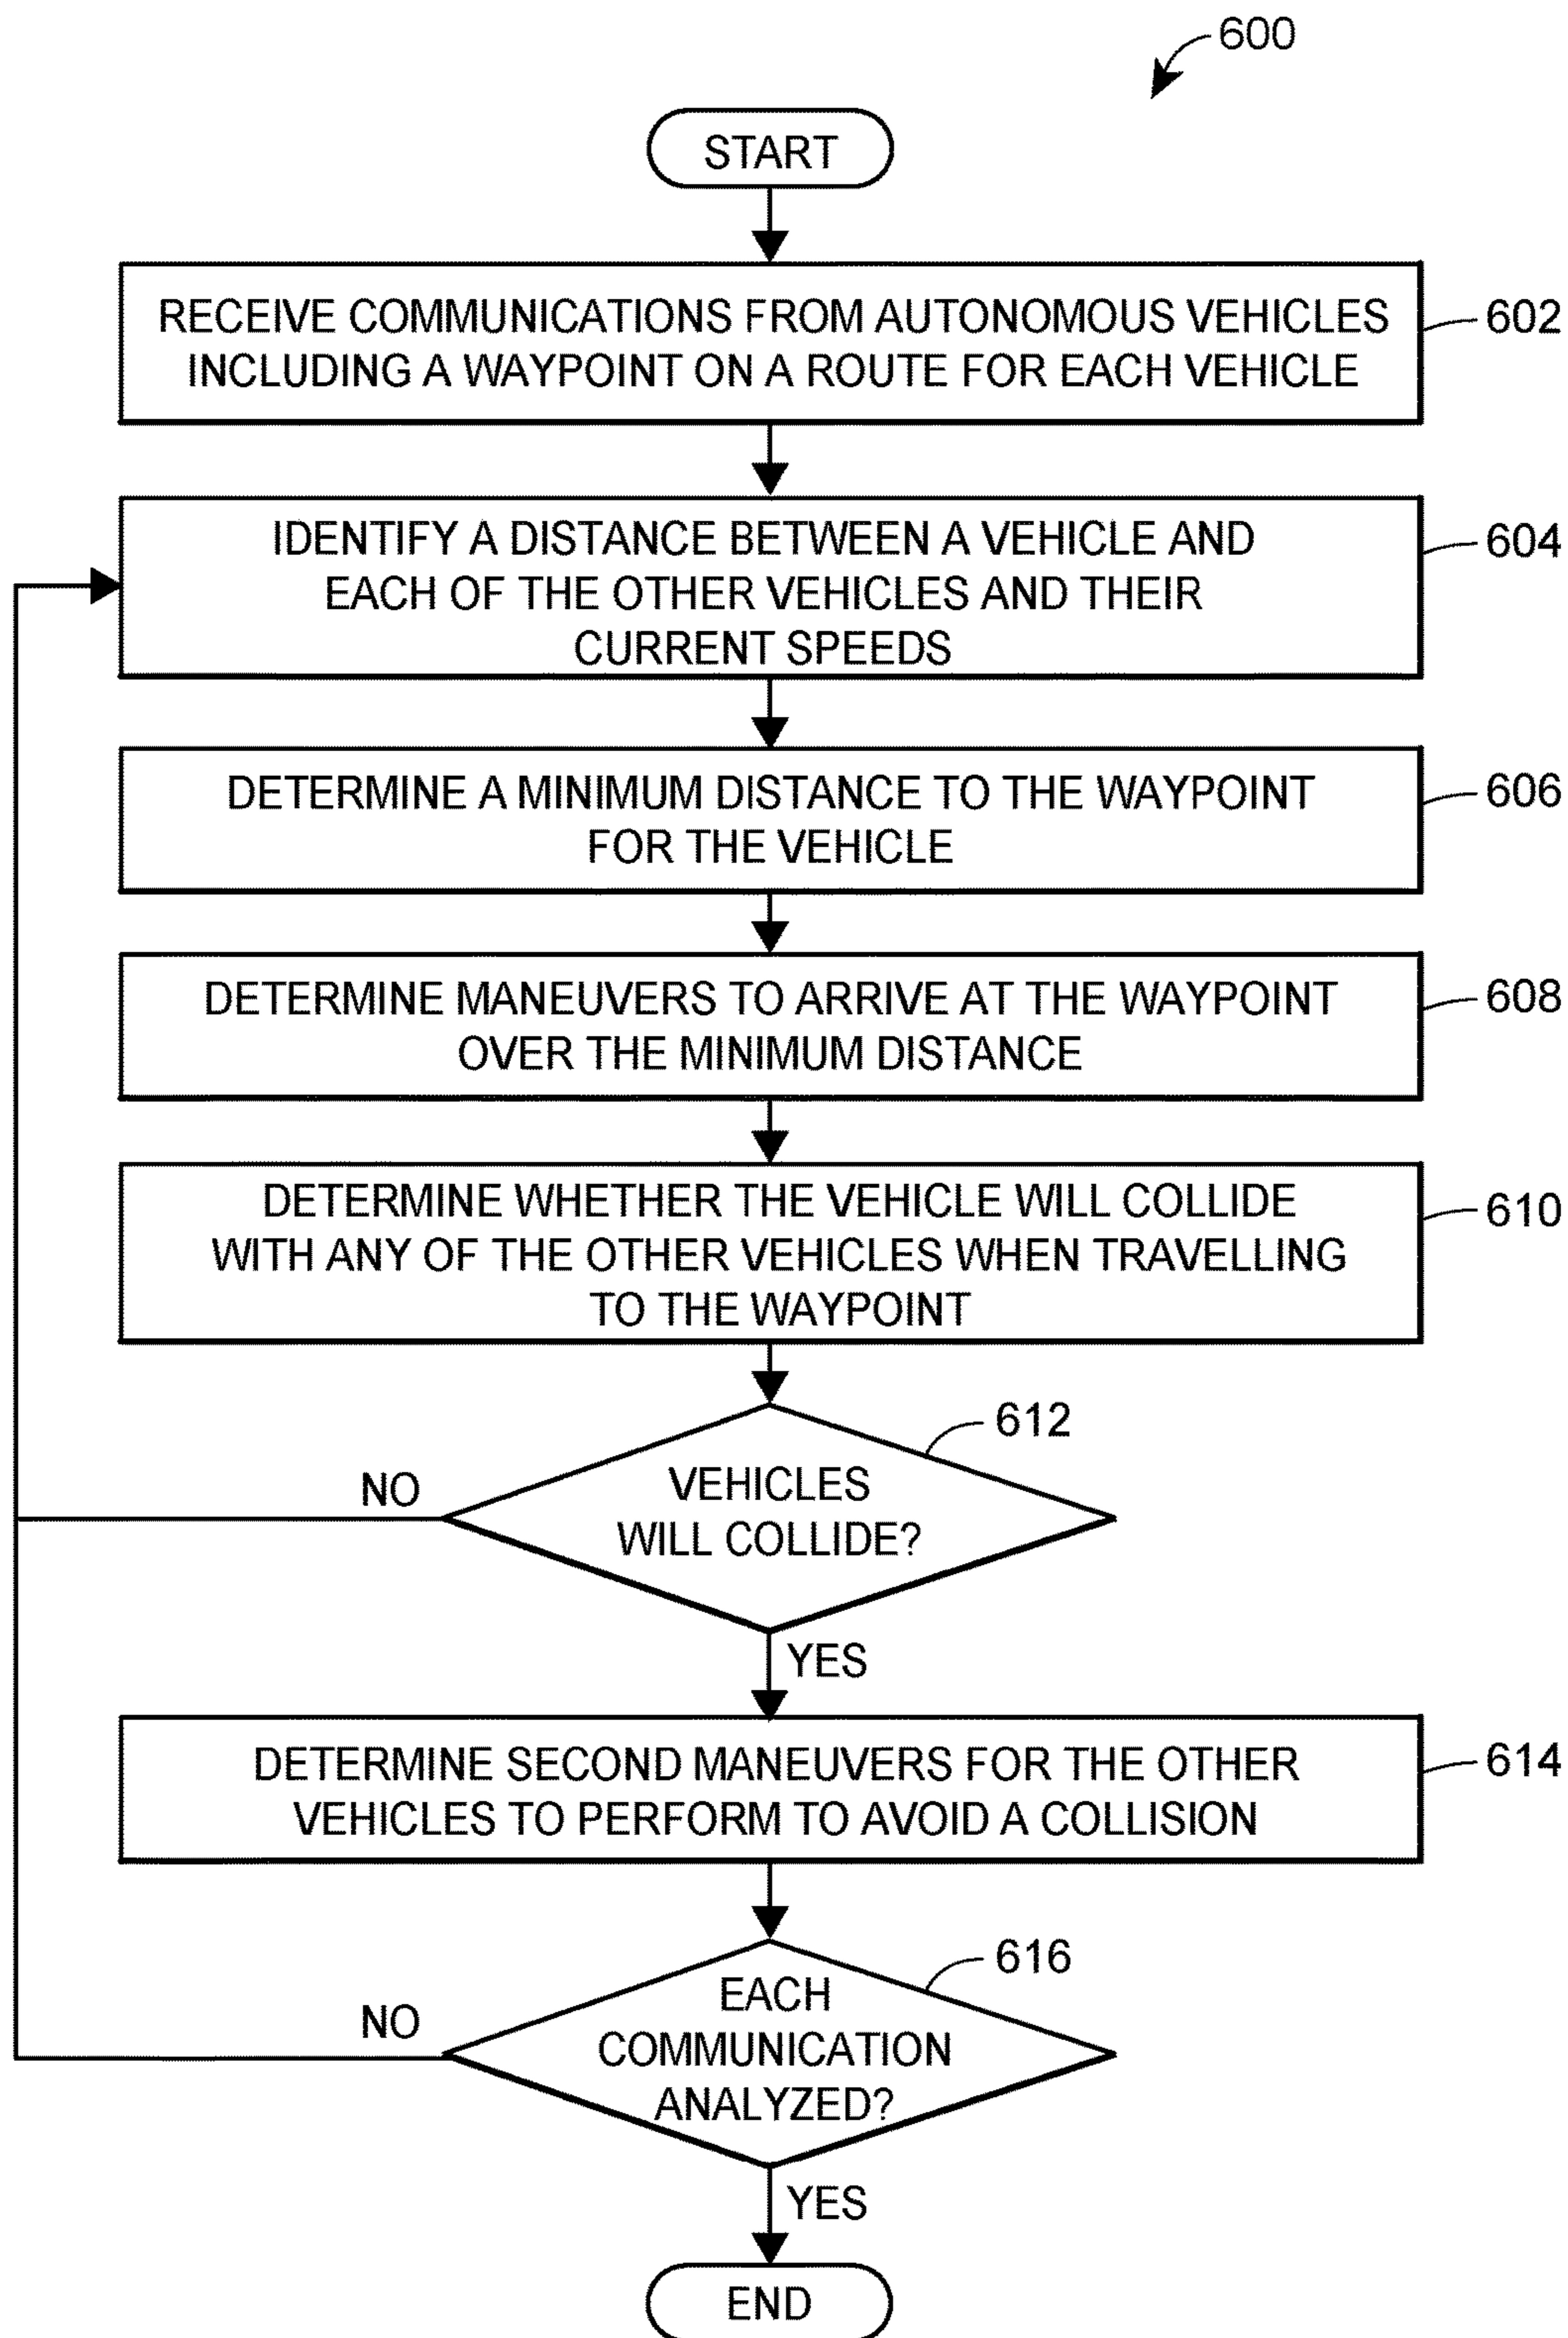 600
START
RECEIVE COMMUNICATIONS FROM AUTONOMOUS VEHICLES
INCLUDING A WAYPOINT ON A ROUTE FOR EACH VEHICLE
602
IDENTIFY A DISTANCE BETWEEN A VEHICLE AND
EACH OF THE OTHER VEHICLES AND THEIR
CURRENT SPEEDS
604
DETERMINE A MINIMUM DISTANCE TO THE WAYPOINT
FOR THE VEHICLE
606
DETERMINE MANEUVERS TO ARRIVE AT THE WAYPOINT
OVER THE MINIMUM DISTANCE
608
DETERMINE WHETHER THE VEHICLE WILL COLLIDE
WITH ANY OF THE OTHER VEHICLES WHEN TRAVELLING
TO THE WAYPOINT
610
612
NO
VEHICLES
WILL COLLIDE?
YES
DETERMINE SECOND MANEUVERS FOR THE OTHER
VEHICLES TO PERFORM TO AVOID A COLLISION
614
616
NO
EACH
COMMUNICATION
ANALYZED?
YES
END